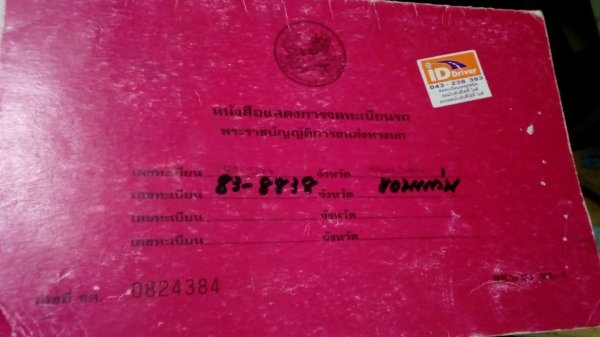 iD Driver
043-238 383
หนังสือแสดงการจดทะเบียนรถ
พระราชบัญญัติการขนส่งทางบก
เลขทะเบียน 83-8838 จังหวัด ขอนแก่น
เลขทะเบียน จังหวัด
เลขทะเบียน จังหวัด
เลขทะเบียน จังหวัด
เลขที่ ขส. 0824384